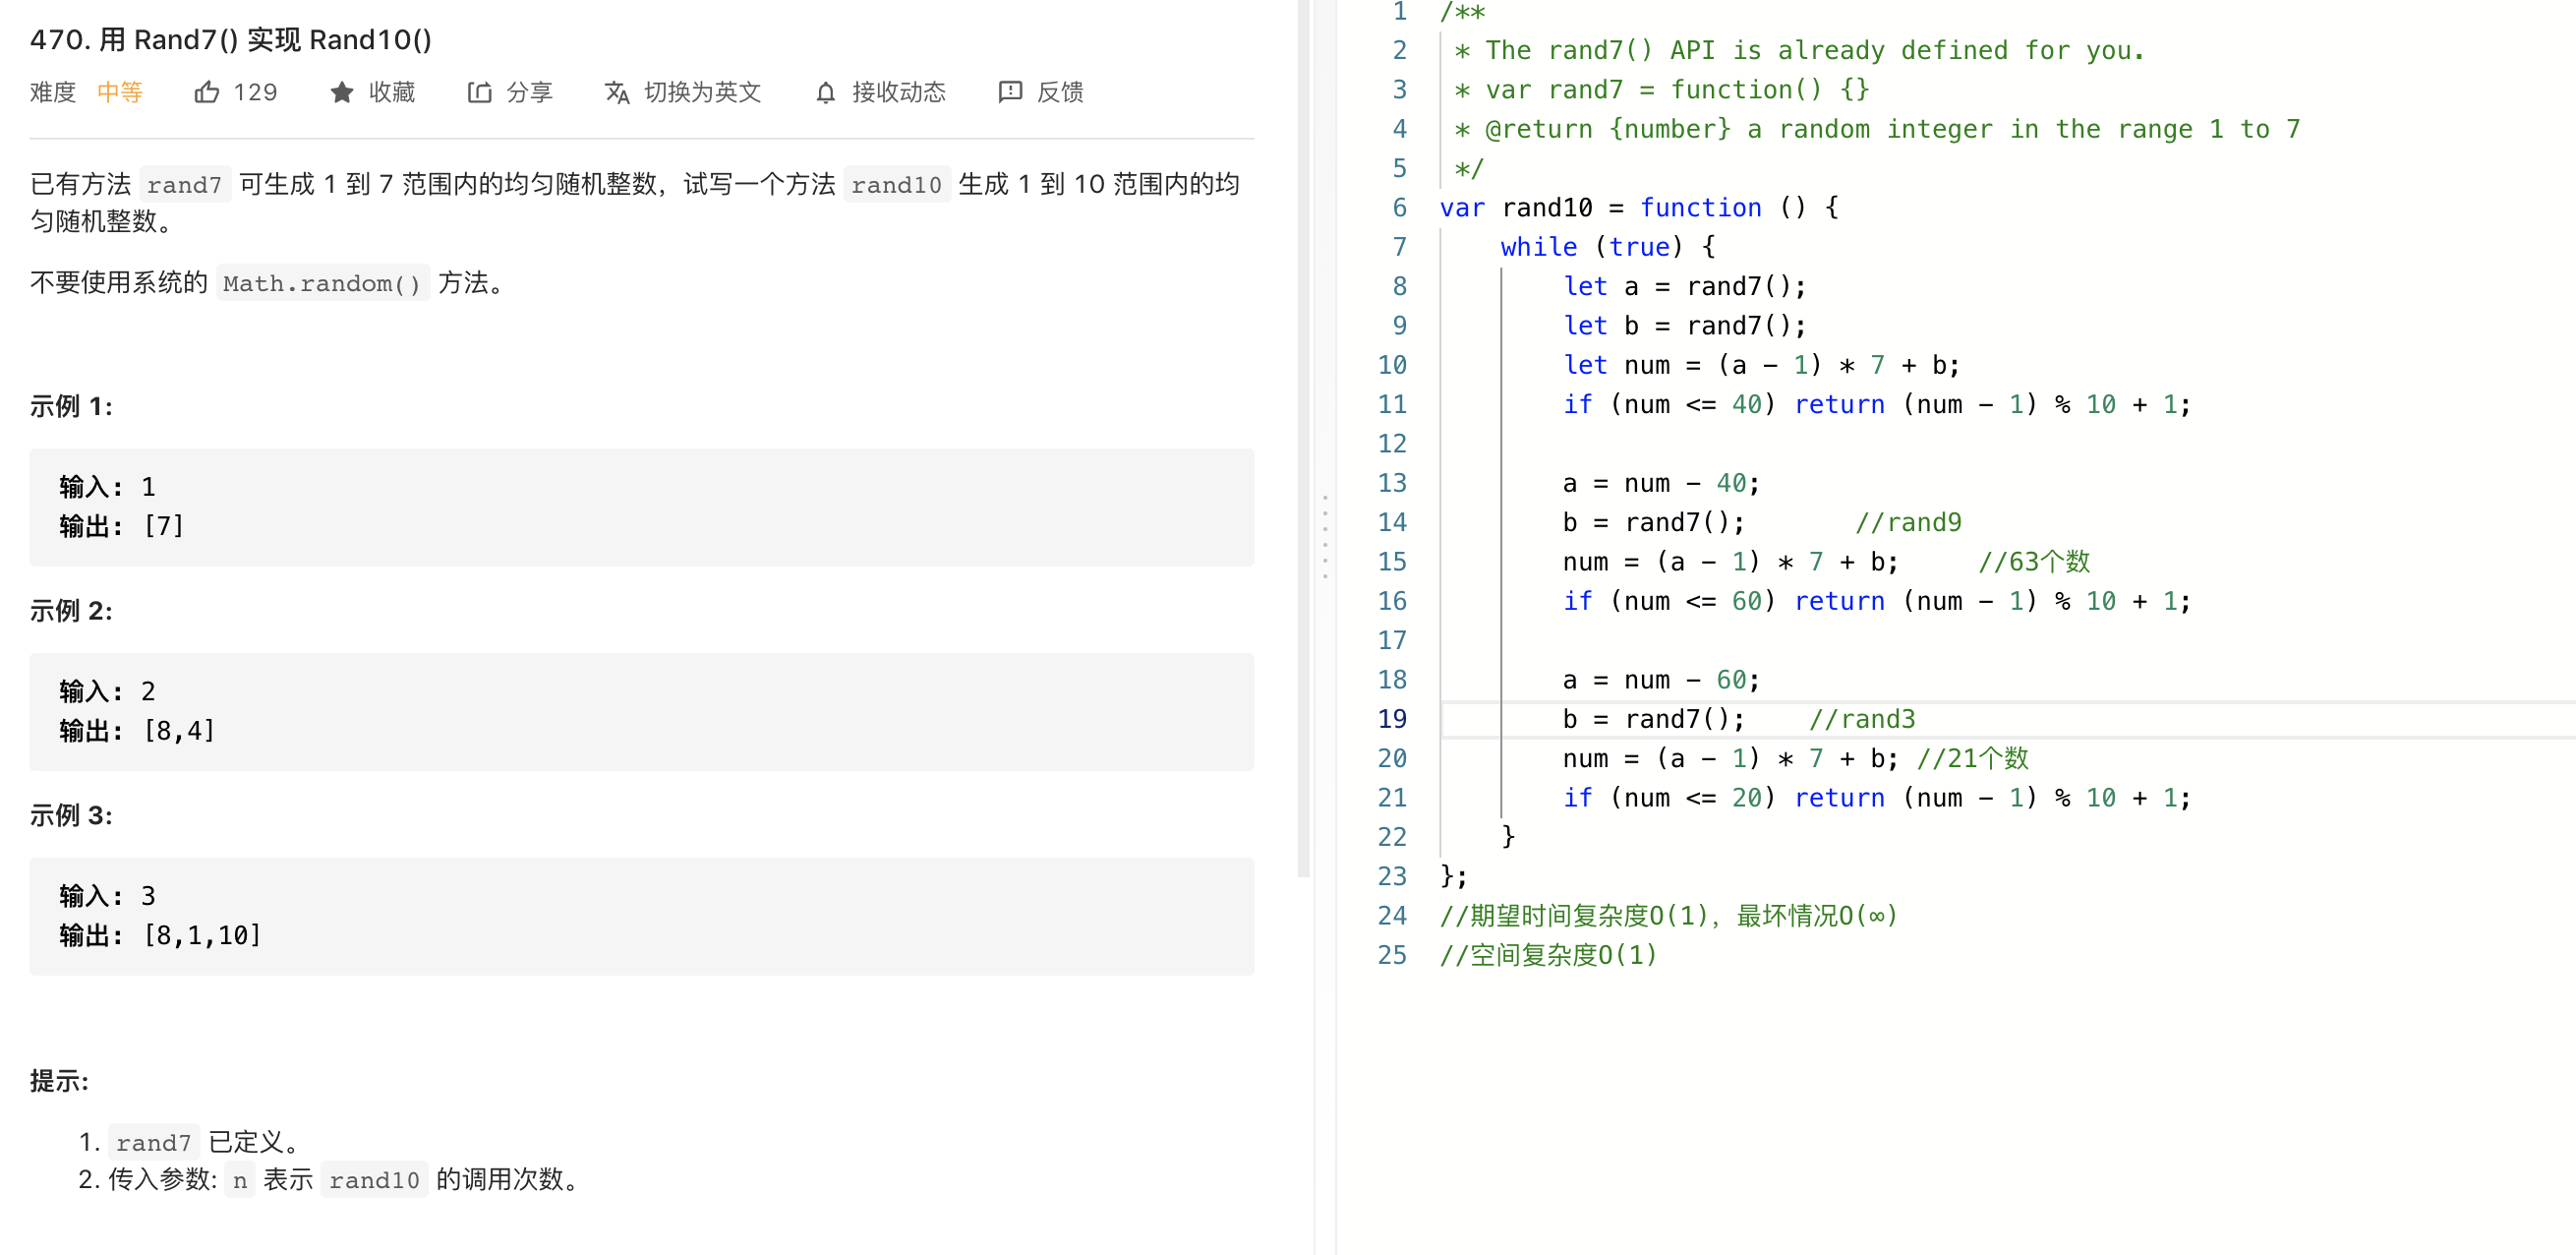 470. 用 Rand7() 实现 Rand10()
难度 中等 129 收藏 分享 切换为英文 接收动态 反馈
已有方法 rand7 可生成 1 到 7 范围内的均匀随机整数，试写一个方法 rand10 生成 1 到 10 范围内的均
匀随机整数。
不要使用系统的 Math.random() 方法。
示例 1:
输入: 1
输出: [7]
示例 2:
输入: 2
输出: [8,4]
示例 3:
输入: 3
输出: [8,1,10]
提示:
1. rand7 已定义。
2. 传入参数: n 表示 rand10 的调用次数。
1 /**
2  * The rand7() API is already defined for you.
3  * var rand7 = function() {}
4  * @return {number} a random integer in the range 1 to 7
5  */
6 var rand10 = function () {
7     while (true) {
8         let a = rand7();
9         let b = rand7();
10         let num = (a - 1) * 7 + b;
11         if (num <= 40) return (num - 1) % 10 + 1;
12
13         a = num - 40;
14         b = rand7();       //rand9
15         num = (a - 1) * 7 + b;     //63个数
16         if (num <= 60) return (num - 1) % 10 + 1;
17
18         a = num - 60;
19         b = rand7();    //rand3
20         num = (a - 1) * 7 + b; //21个数
21         if (num <= 20) return (num - 1) % 10 + 1;
22     }
23 };
24 //期望时间复杂度O(1)，最坏情况O(∞)
25 //空间复杂度O(1)